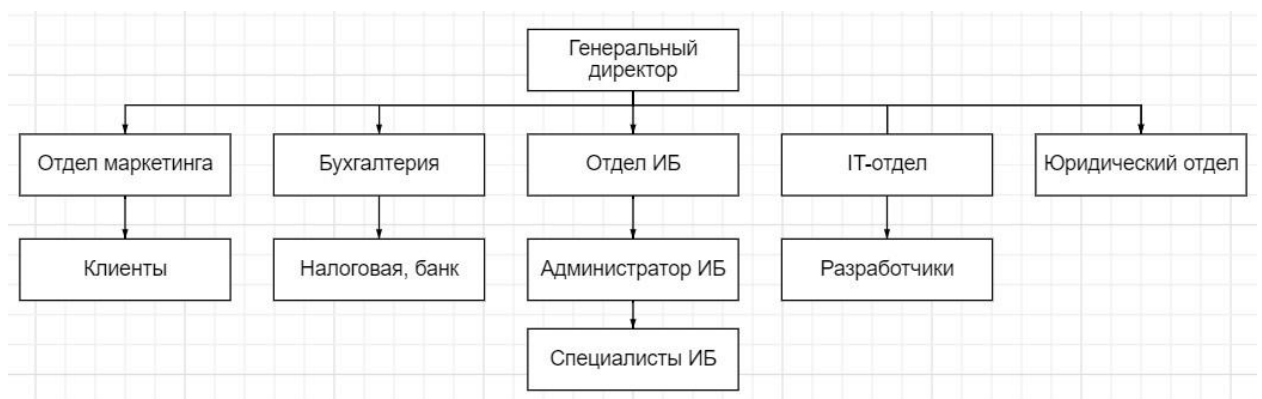 Генеральный
директор
Отдел маркетинга
Бухгалтерия
Отдел ИБ
IT-отдел
Юридический отдел
Клиенты
Налоговая, банк
Администратор ИБ
Разработчики
Специалисты ИБ